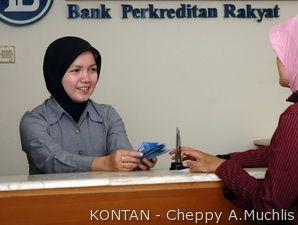 Bank Perkreditan Rakyat
KONTAN - Cheppy A.Muchlis